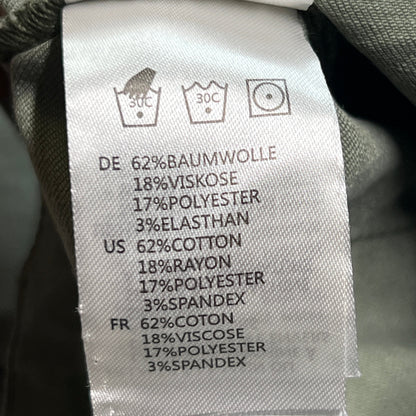 30C 30C
DE 62%BAUMWOLLE
18%VISKOSE
17%POLYESTER
3%ELASTHAN
US 62%COTTON
18%RAYON
17%POLYESTER
3%SPANDEX
FR 62%COTON
18%VISCOSE
17%POLYESTER
3%SPANDEX